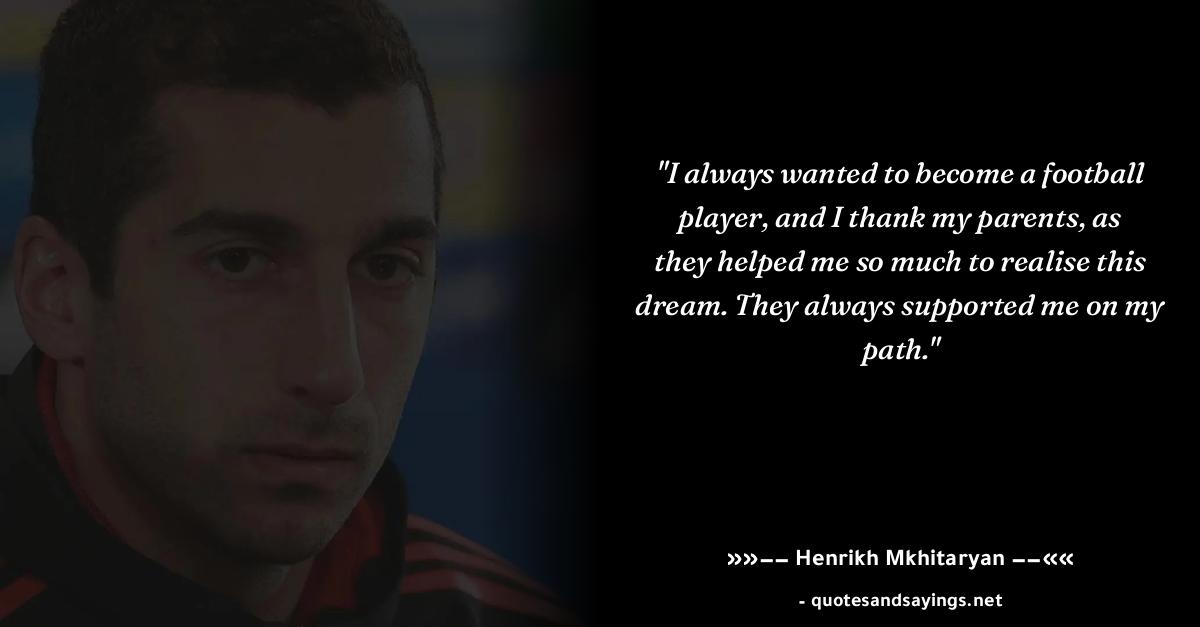 "I always wanted to become a football
player, and I thank my parents, as
they helped me so much to realise this
dream. They always supported me on my
path."
»»–– Henrikh Mkhitaryan ––««
- quotesandsayings.net